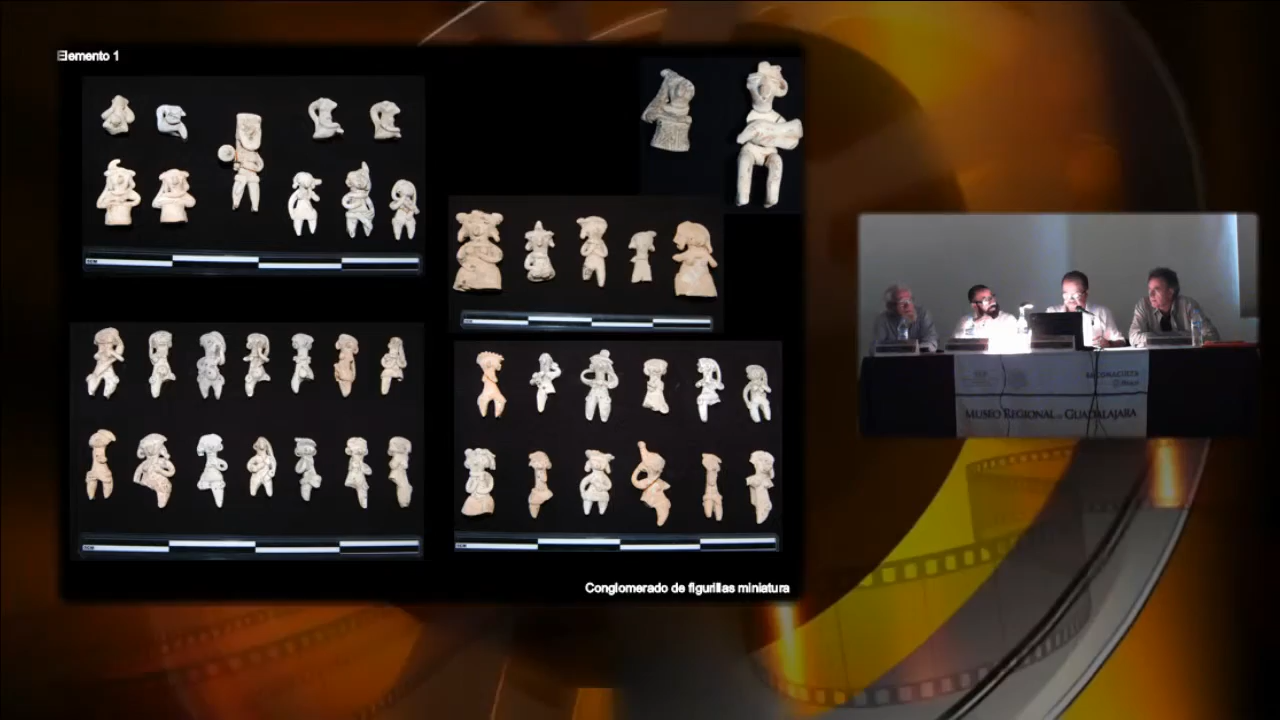 Elemento 1
Conglomerado de figurillas miniatura
MUSEO REGIONAL DE GUADALAJARA